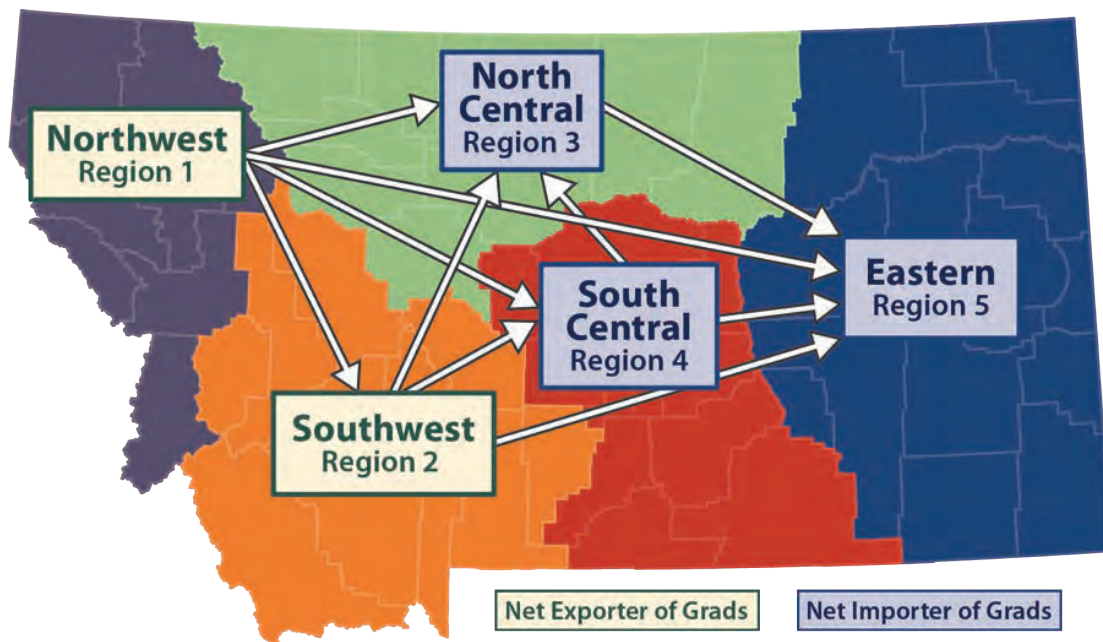 North
Central
Region 3
Northwest
Region 1
Eastern
Region 5
South
Central
Region 4
Southwest
Region 2
Net Exporter of Grads
Net Importer of Grads